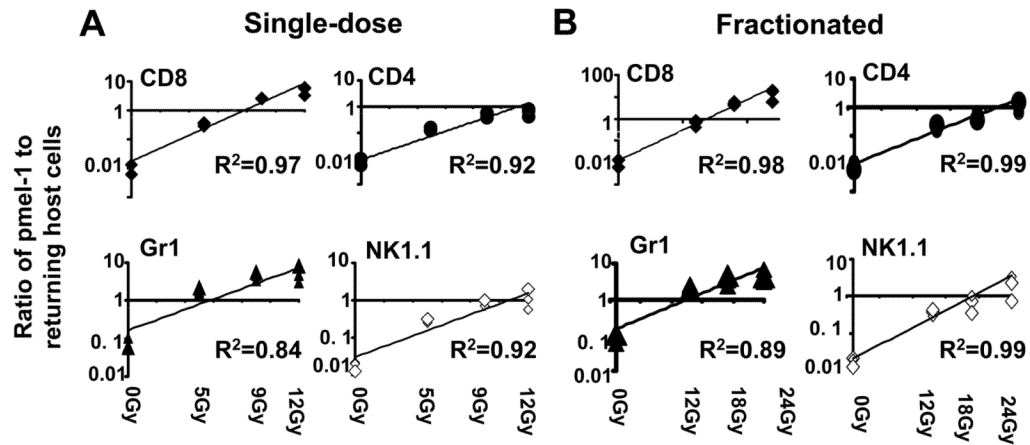 A Single-dose
B Fractionated
Ratio of pmel-1 to
returning host cells
CD8
10
1
0.01
R²=0.97
CD4
10
1
0.01
R²=0.92
CD8
100
1
0.01
R²=0.98
CD4
10
1
0.01
R²=0.99
Gr1
10
1
0.1
0.01
R²=0.84
0Gy
5Gy
9Gy
12Gy
NK1.1
10
1
0.1
0.01
R²=0.92
0Gy
5Gy
9Gy
12Gy
Gr1
10
1
0.1
0.01
R²=0.89
0Gy
12Gy
18Gy
24Gy
NK1.1
10
1
0.1
0.01
R²=0.99
0Gy
12Gy
18Gy
24Gy